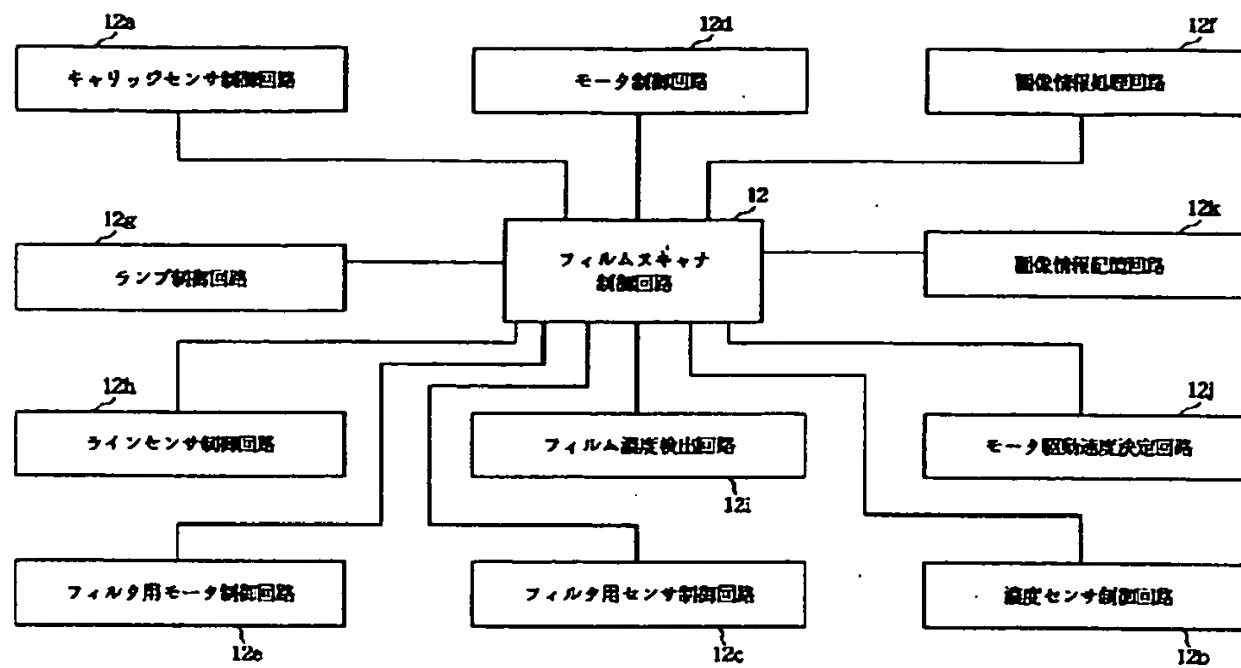 12a
キャリッジセンサ制御回路
12d
モータ制御回路
12f
画像情報処理回路
12g
ランプ制御回路
12
フィルムスキャナ
制御回路
12k
画像情報記憶回路
12h
ラインセンサ制御回路
フィルム濃度検出回路
12i
12j
モータ駆動速度決定回路
フィルタ用モータ制御回路
12e
フィルタ用センサ制御回路
12c
濃度センサ制御回路
12b